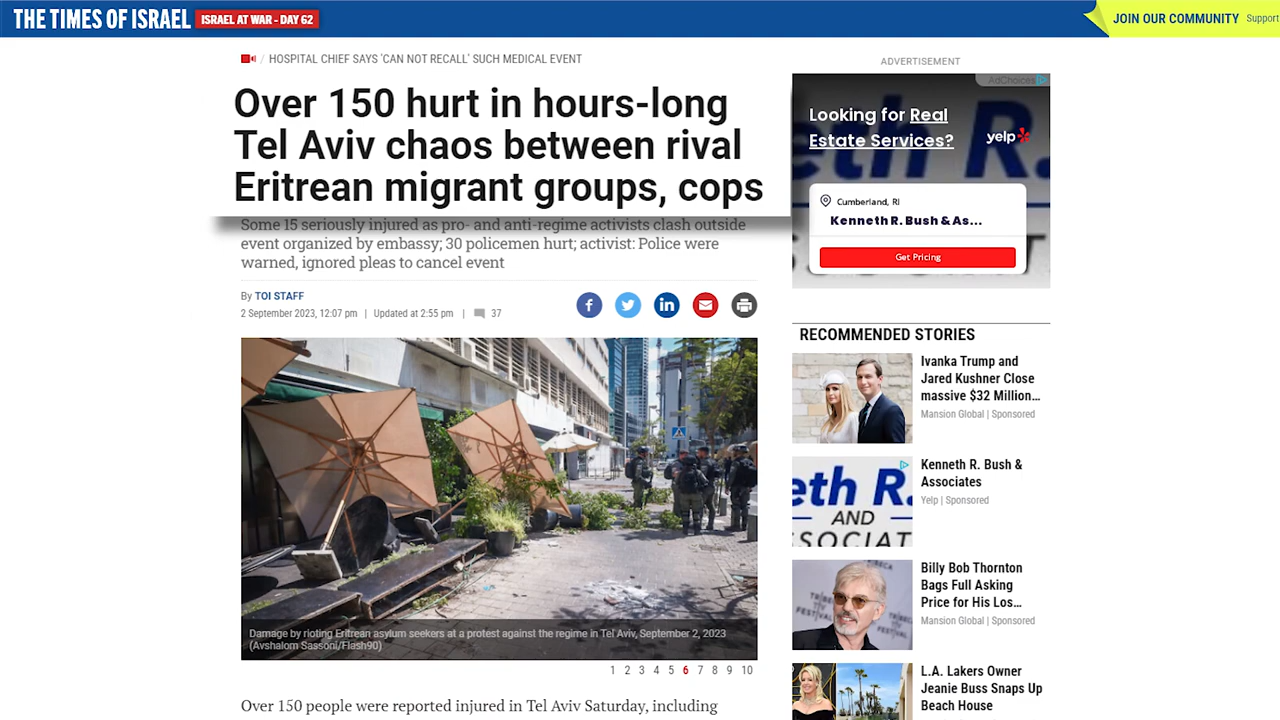 THE TIMES OF ISRAEL
ISRAEL AT WAR - DAY 62
JOIN OUR COMMUNITY
Support
HOSPITAL CHIEF SAYS 'CAN NOT RECALL' SUCH MEDICAL EVENT
Over 150 hurt in hours-long
Tel Aviv chaos between rival
Eritrean migrant groups, cops
Some 15 seriously injured as pro- and anti-regime activists clash outside
event organized by embassy; 30 policemen hurt; activist: Police were
warned, ignored pleas to cancel event
By TOI STAFF
2 September 2023, 12:07 pm | Updated at 2:55 pm | 37
Damage by rioting Eritrean asylum seekers at a protest against the regime in Tel Aviv, September 2, 2023
(Avshalom Sassoni/Flash90)
1 2 3 4 5 6 7 8 9 10
Over 150 people were reported injured in Tel Aviv Saturday, including
ADVERTISEMENT
AdChoices
Looking for Real
Estate Services?
yelp
eth R.
Cumberland, RI
Kenneth R. Bush & As...
Get Pricing
RECOMMENDED STORIES
Ivanka Trump and
Jared Kushner Close
massive $32 Million...
Mansion Global | Sponsored
eth R.
AND
SSOCIAT
Kenneth R. Bush &
Associates
Yelp | Sponsored
Billy Bob Thornton
Bags Full Asking
Price for His Los...
Mansion Global | Sponsored
L.A. Lakers Owner
Jeanie Buss Snaps Up
Beach House